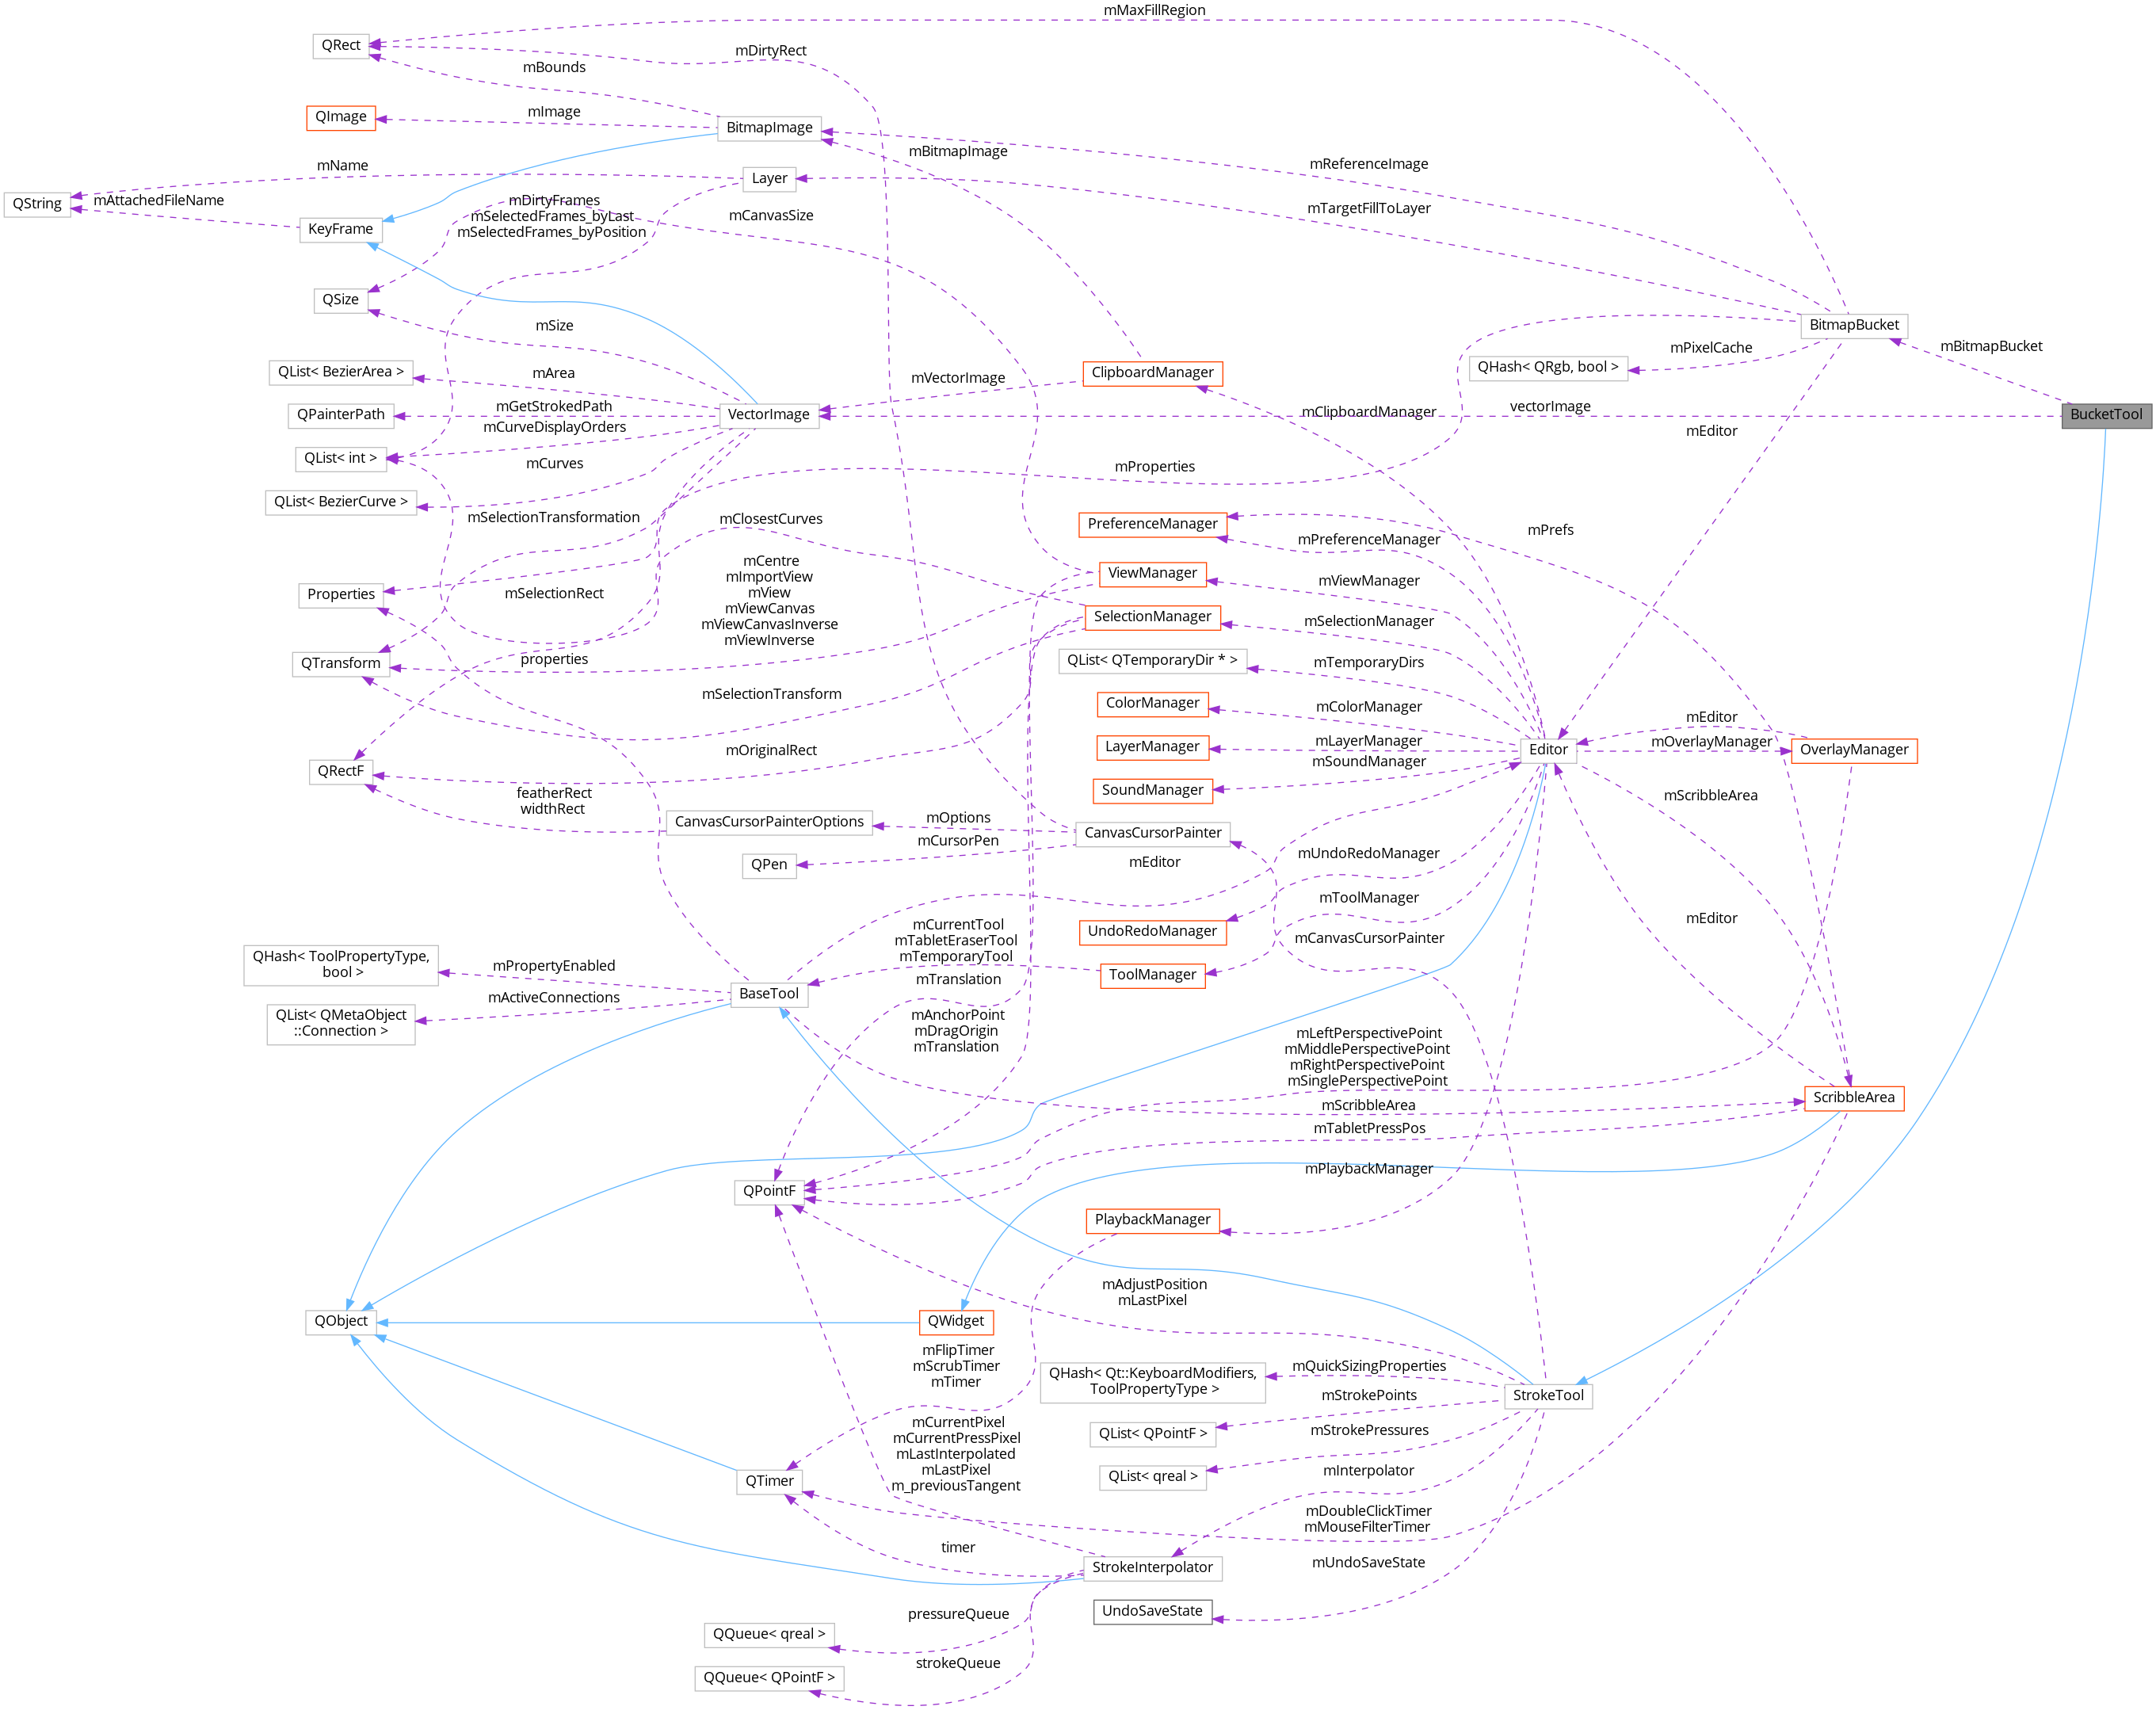 mMaxFillRegion
QRect
mDirtyRect
mBounds
QImage
mImage
BitmapImage
mBitmapImage
mReferenceImage
mName
Layer
QString
mAttachedFileName
mDirtyFrames
mSelectedFrames_byLast
mSelectedFrames_byPosition
mCanvasSize
mTargetFillToLayer
KeyFrame
QSize
mSize
BitmapBucket
mPixelCache
mBitmapBucket
QHash< QRgb, bool >
QList< BezierArea >
mArea
mVectorImage
ClipboardManager
QPainterPath
mGetStrokedPath
VectorImage
mClipboardManager
vectorImage
BucketTool
mCurveDisplayOrders
mEditor
QList< int >
mCurves
mProperties
QList< BezierCurve >
mSelectionTransformation
mClosestCurves
PreferenceManager
mPreferenceManager
mPrefs
mCentre
mImportView
mView
mViewCanvas
mViewCanvasInverse
mViewInverse
ViewManager
mViewManager
Properties
mSelectionRect
SelectionManager
mSelectionManager
QTransform
properties
QList< QTemporaryDir * >
mTemporaryDirs
mSelectionTransform
ColorManager
mColorManager
mEditor
mOriginalRect
LayerManager
mLayerManager
Editor
mOverlayManager
OverlayManager
QRectF
SoundManager
mSoundManager
featherRect
widthRect
mScribbleArea
CanvasCursorPainterOptions
mOptions
CanvasCursorPainter
mCursorPen
QPen
mEditor
mUndoRedoManager
mToolManager
mCurrentTool
mTabletEraserTool
mTemporaryTool
UndoRedoManager
mCanvasCursorPainter
mEditor
QHash< ToolPropertyType,
bool >
mPropertyEnabled
ToolManager
mTranslation
BaseTool
mActiveConnections
QList< QMetaObject
::Connection >
mAnchorPoint
mDragOrigin
mTranslation
mLeftPerspectivePoint
mMiddlePerspectivePoint
mRightPerspectivePoint
mSinglePerspectivePoint
mScribbleArea
ScribbleArea
mTabletPressPos
mPlaybackManager
QPointF
PlaybackManager
mAdjustPosition
mLastPixel
QObject
QWidget
mFlipTimer
mScrubTimer
mTimer
QHash< Qt::KeyboardModifiers,
ToolPropertyType >
mQuickSizingProperties
StrokeTool
mStrokePoints
QList< QPointF >
mStrokePressures
mCurrentPixel
mCurrentPressPixel
mLastInterpolated
mLastPixel
m_previousTangent
QTimer
QList< qreal >
mInterpolator
mDoubleClickTimer
mMouseFilterTimer
timer
StrokeInterpolator
mUndoSaveState
UndoSaveState
pressureQueue
QQueue< qreal >
strokeQueue
QQueue< QPointF >